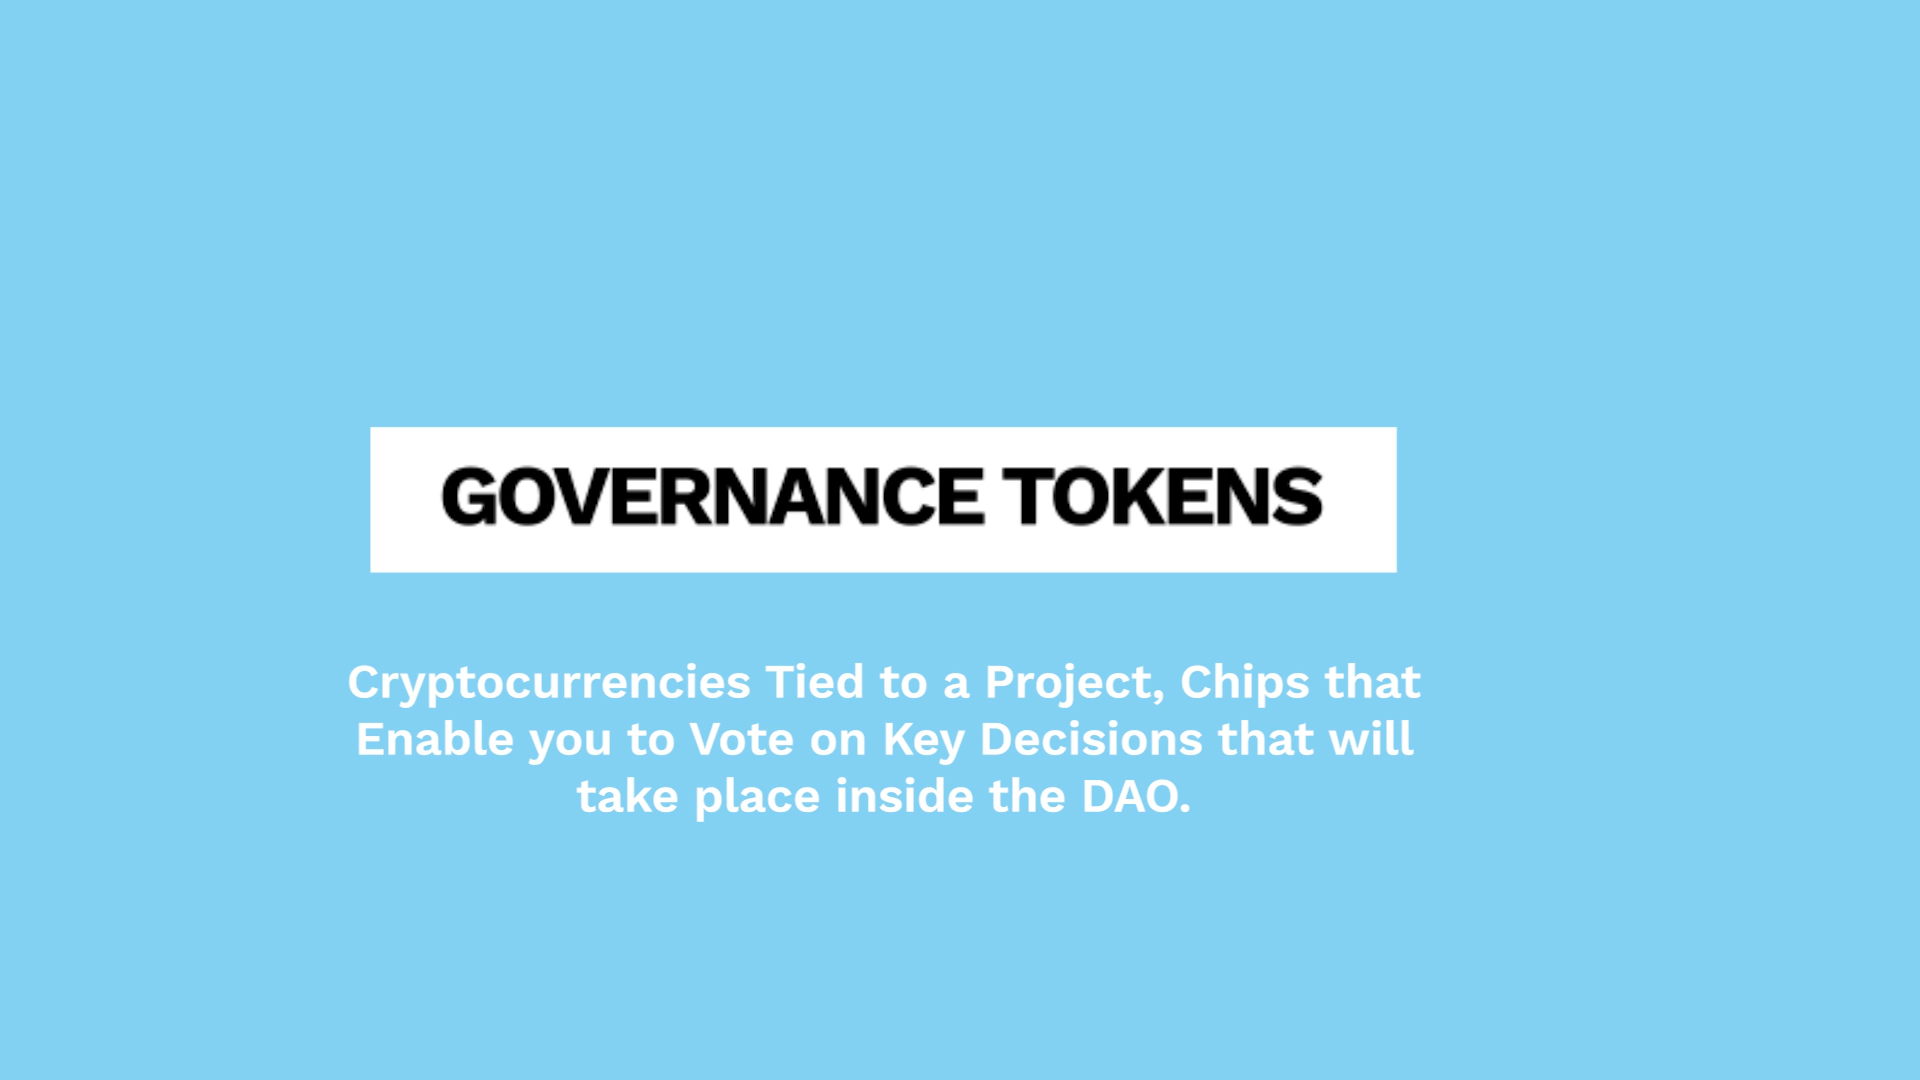 GOVERNANCE TOKENS
Cryptocurrencies Tied to a Project, Chips that
Enable you to Vote on Key Decisions that will
take place inside the DAO.